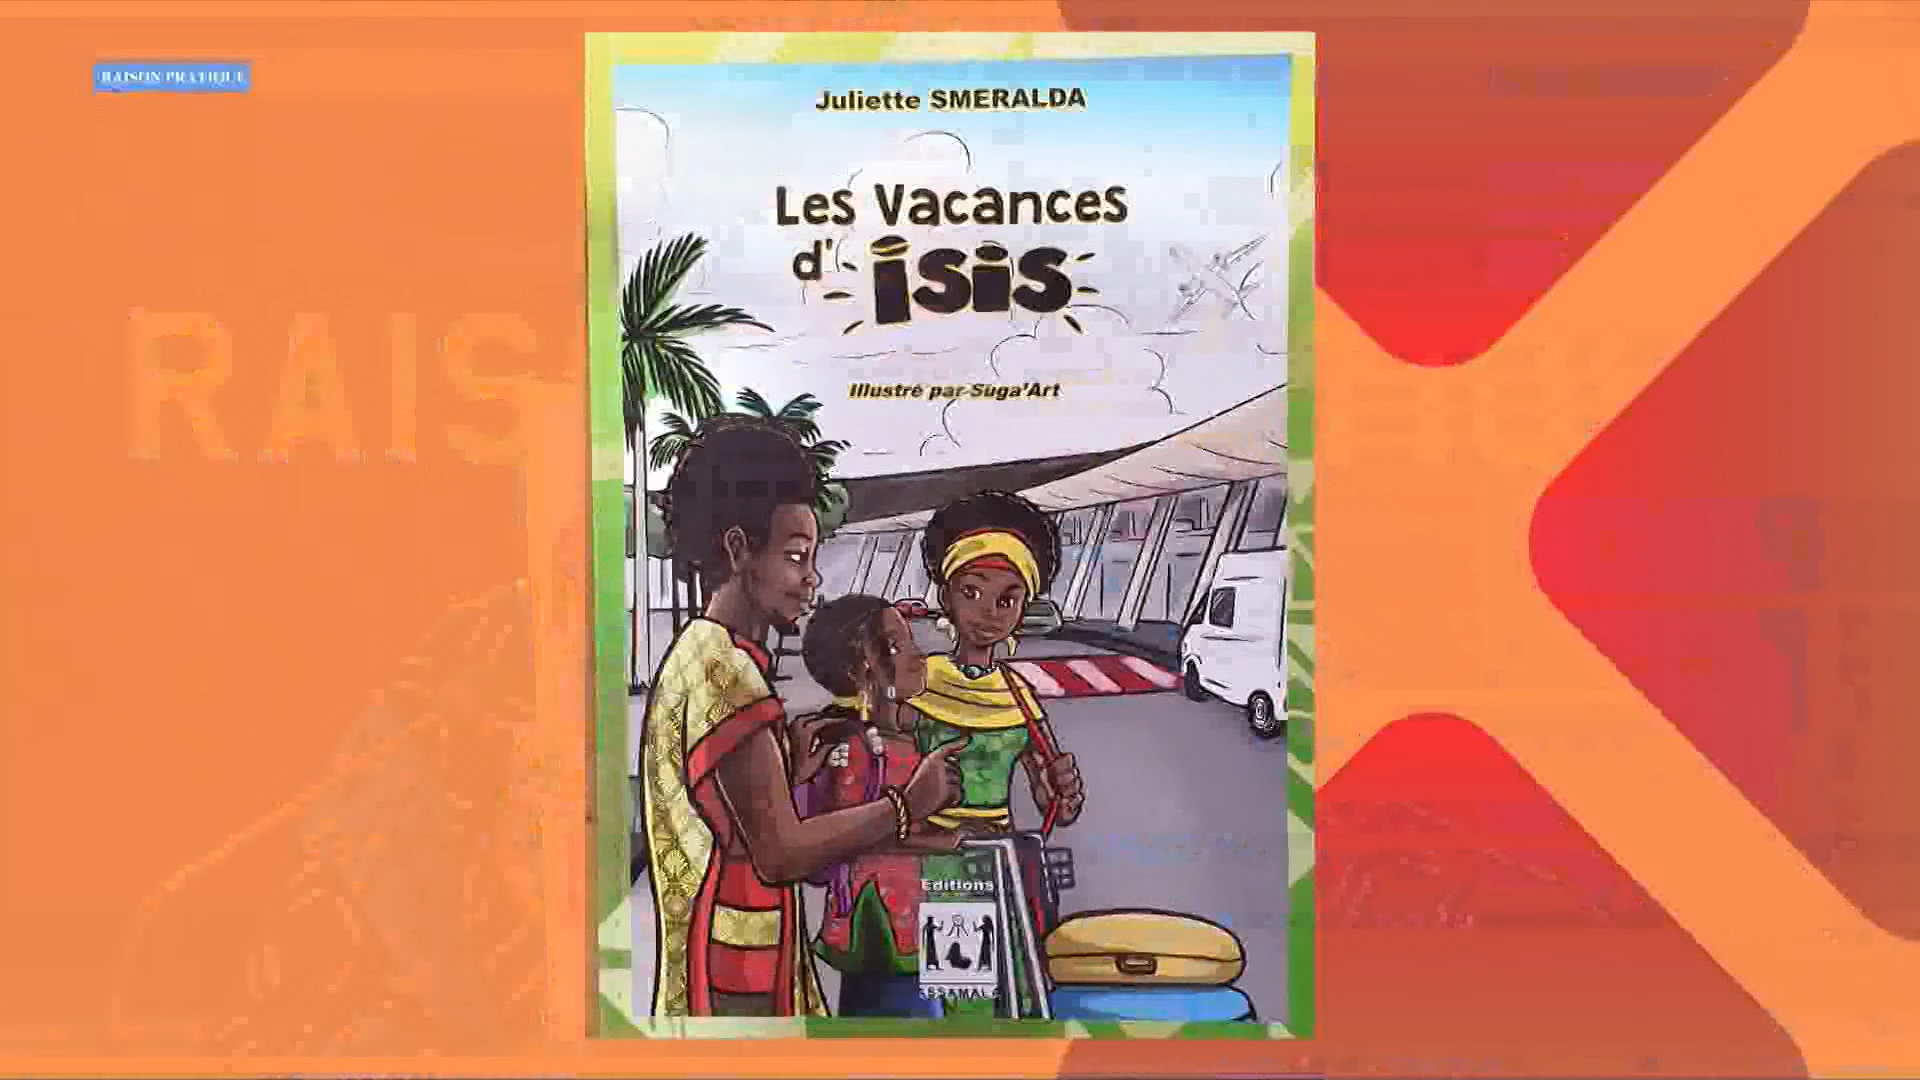 RAISON PRATIQUE
RAIS
Juliette SMERALDA
Les Vacances
d' isis
Illustré par Suga'Art
Editions